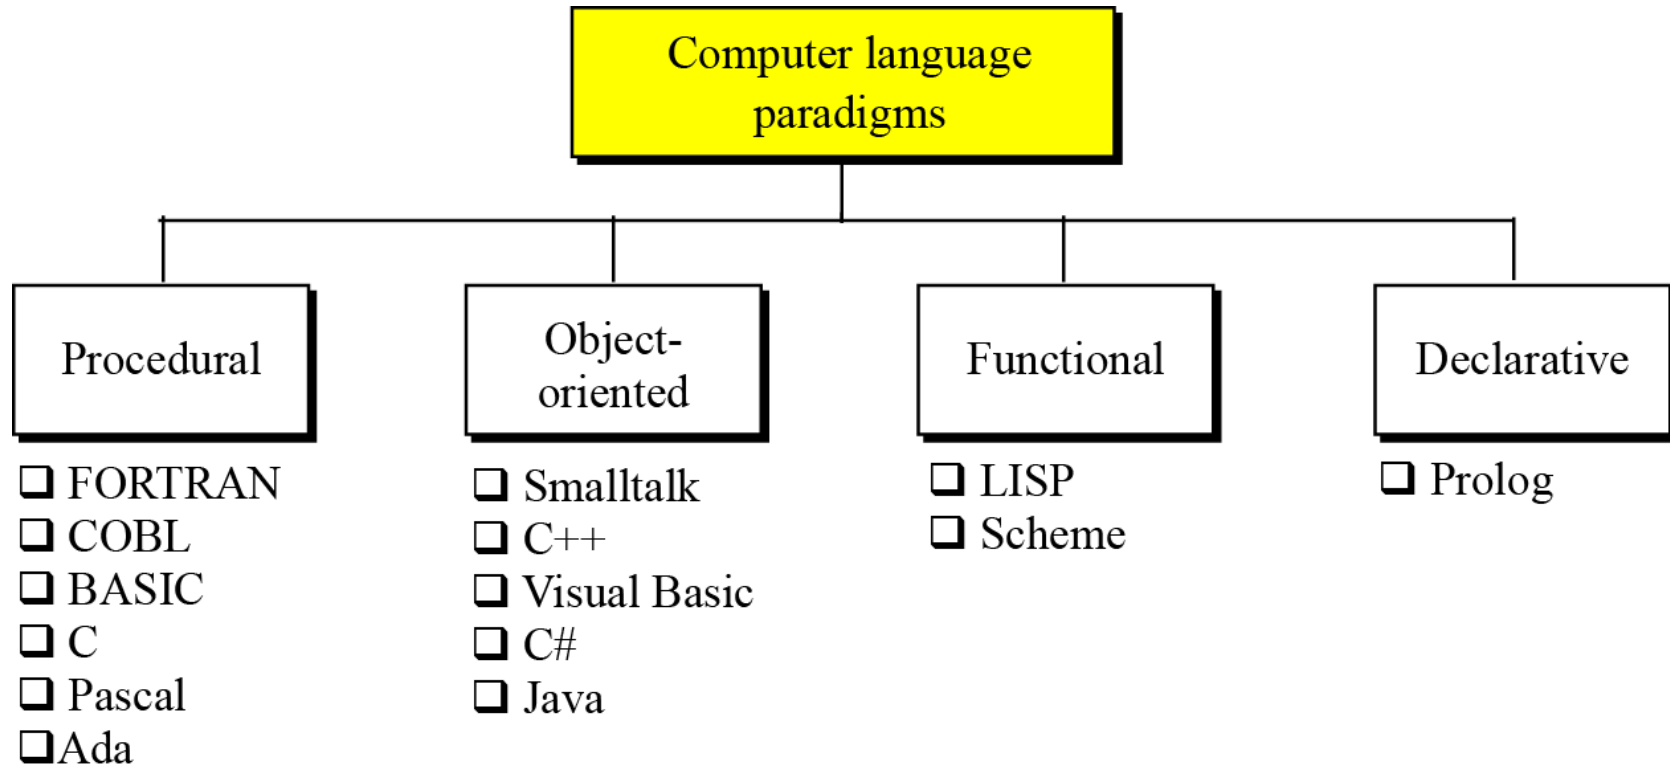 Computer language
paradigms
Procedural
Object-
oriented
Functional
Declarative
FORTRAN
COBL
BASIC
C
Pascal
Ada
Smalltalk
C++
Visual Basic
C#
Java
LISP
Scheme
Prolog